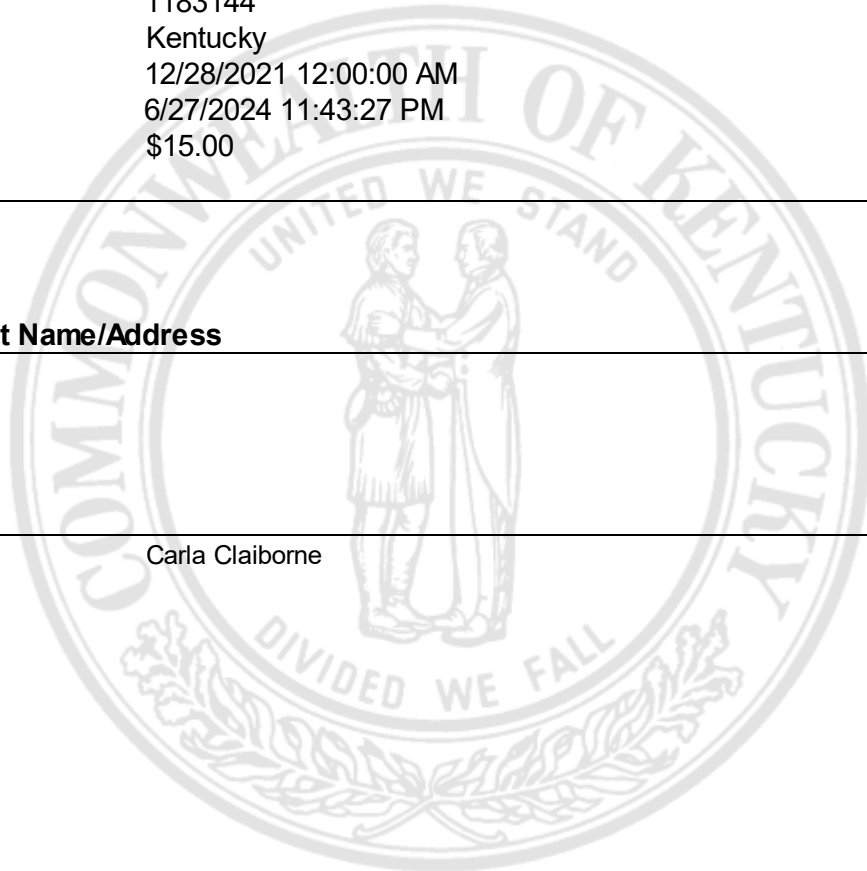 1183144
Kentucky
12/28/2021 12:00:00 AM
6/27/2024 11:43:27 PM
$15.00
COMMONWEALTH OF KENTUCKY
UNITED WE STAND
t Name/Address
Carla Claiborne
DIVIDED WE FALL